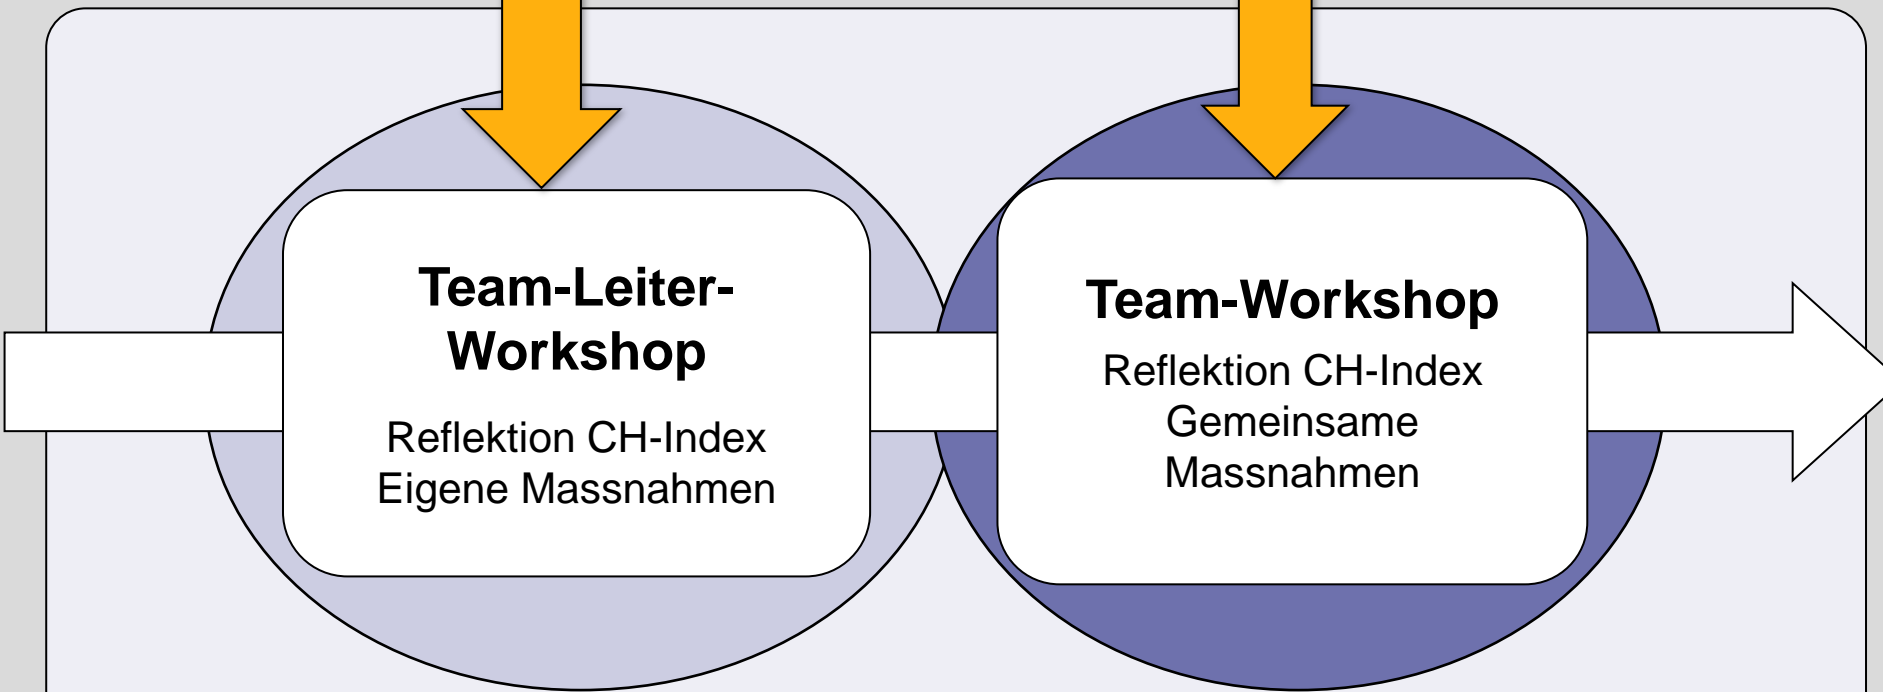 Team-Leiter-
Workshop
Reflektion CH-Index
Eigene Massnahmen
Team-Workshop
Reflektion CH-Index
Gemeinsame
Massnahmen